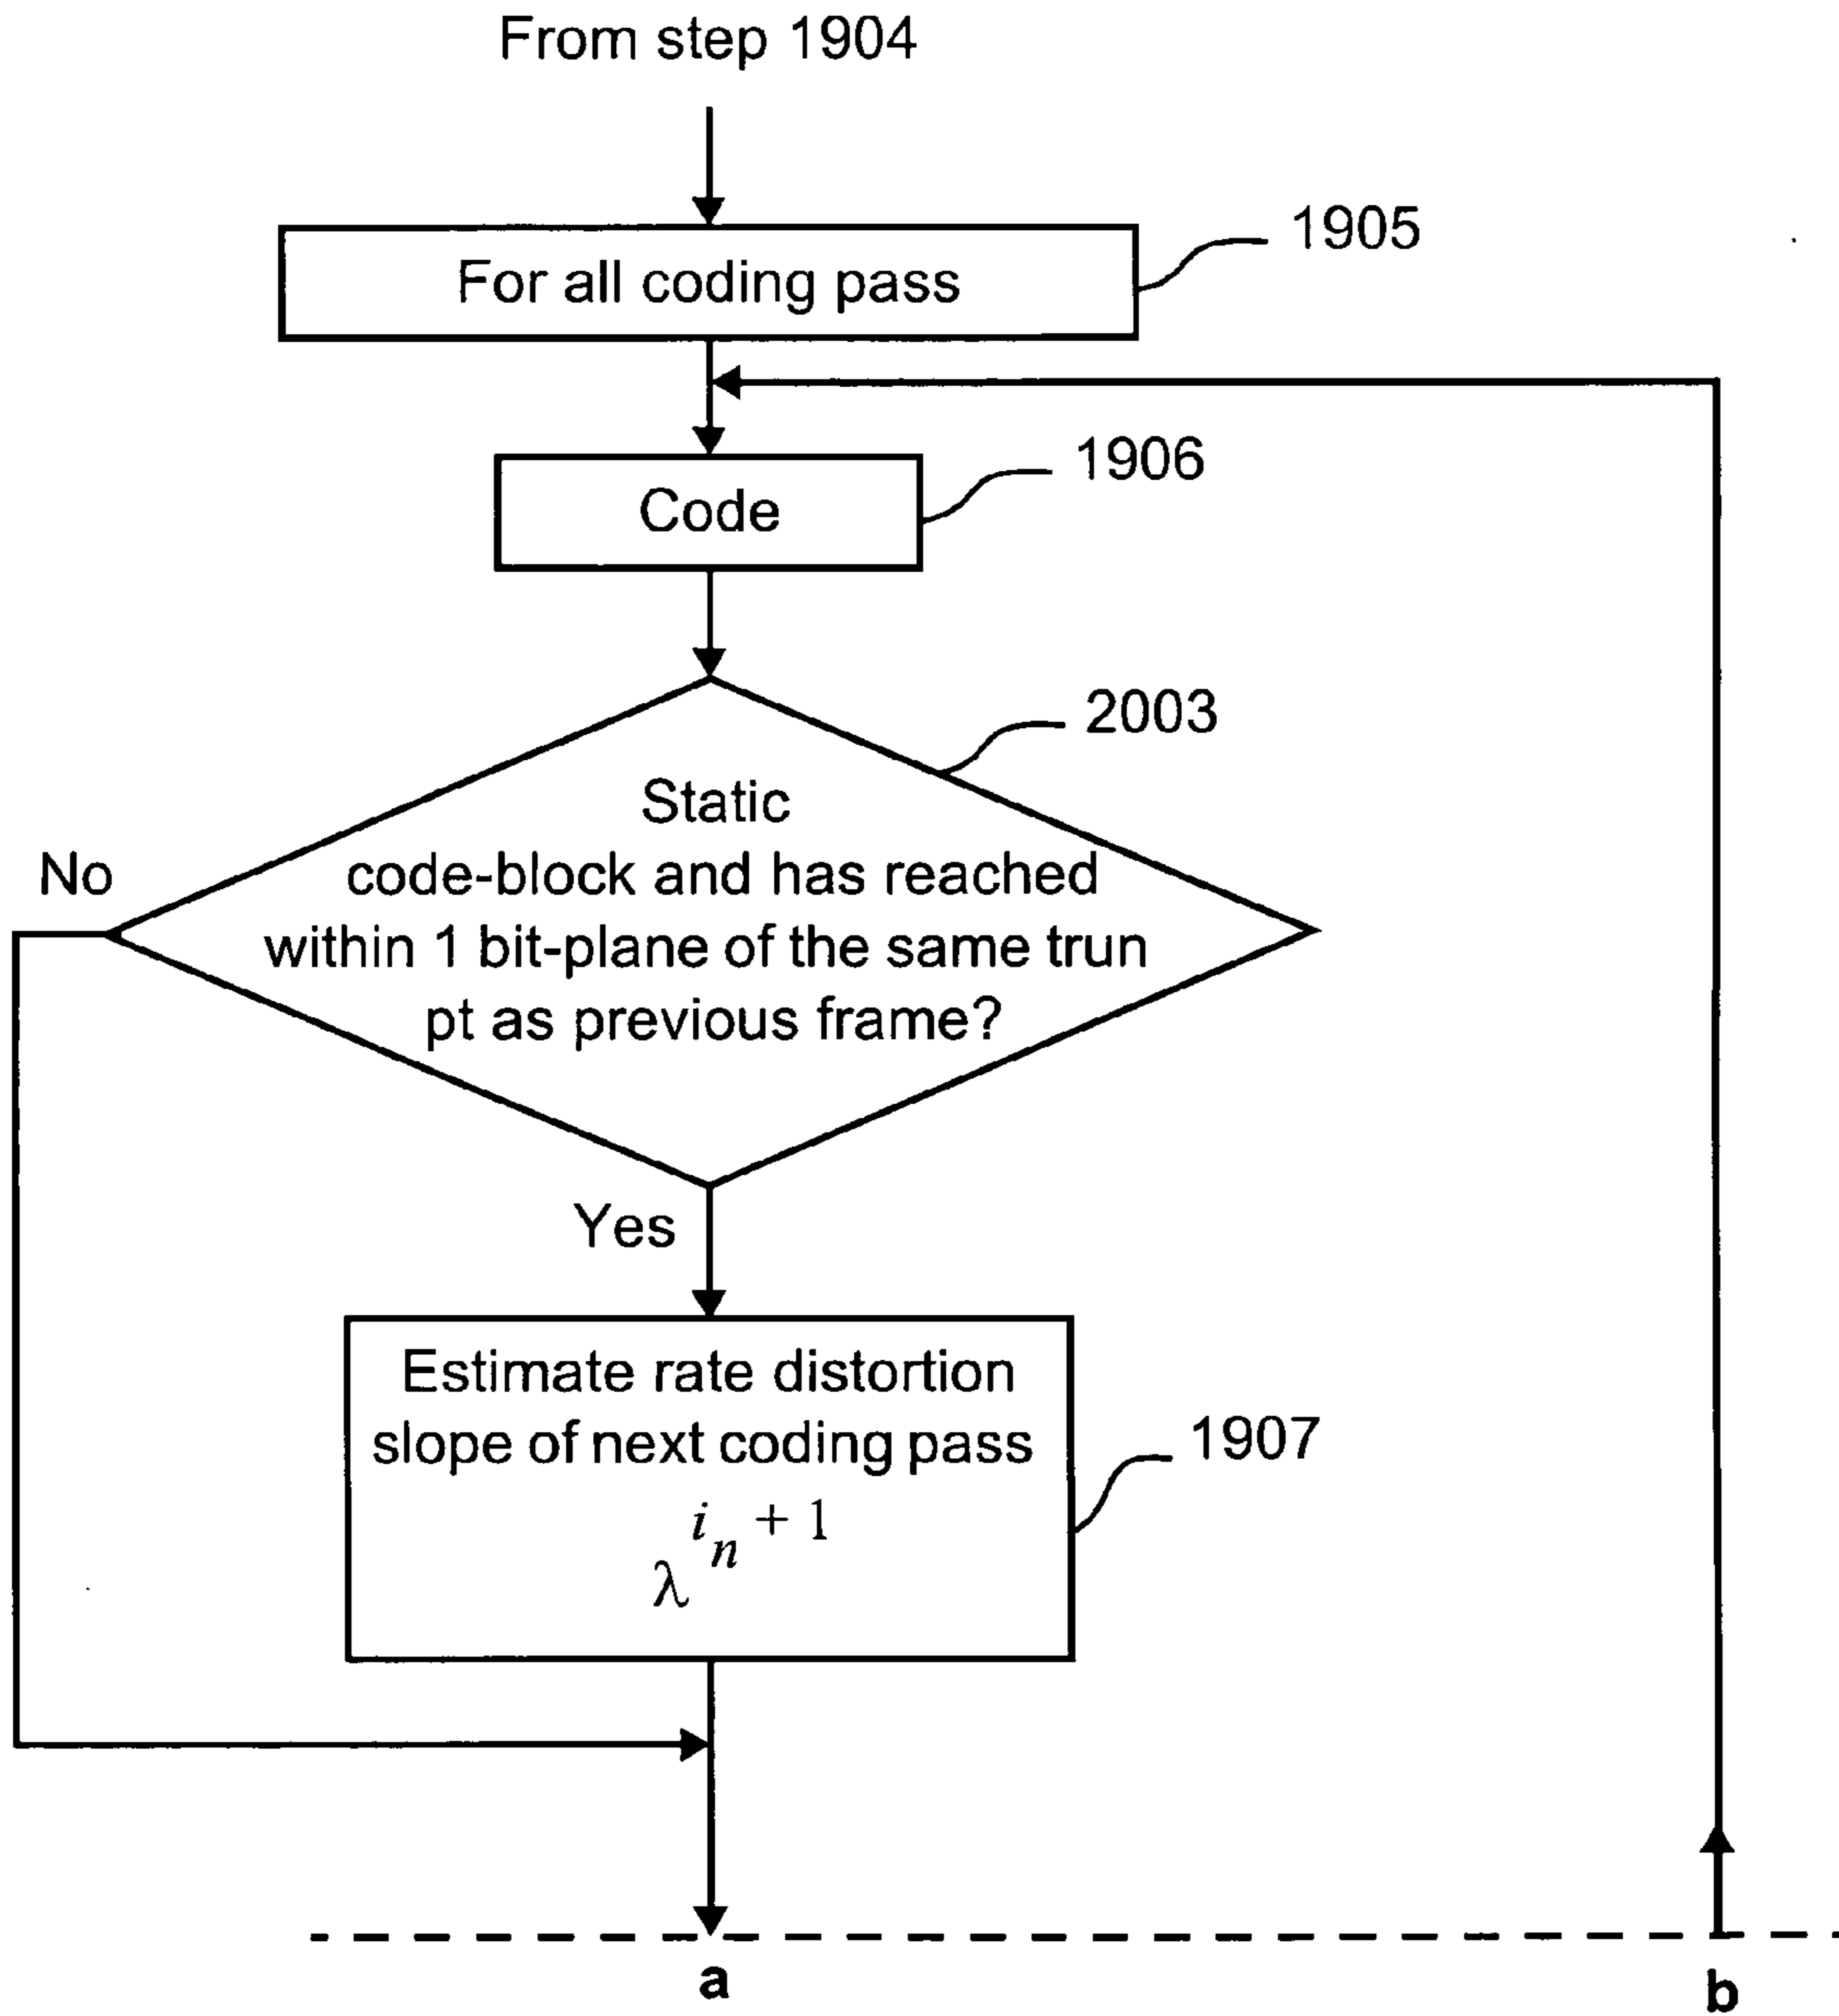 From step 1904
For all coding pass
1905
Code
1906
2003
Static
code-block and has reached
within 1 bit-plane of the same trun
pt as previous frame?
No
Yes
Estimate rate distortion
slope of next coding pass
λ^{i_n + 1}
1907
a
b